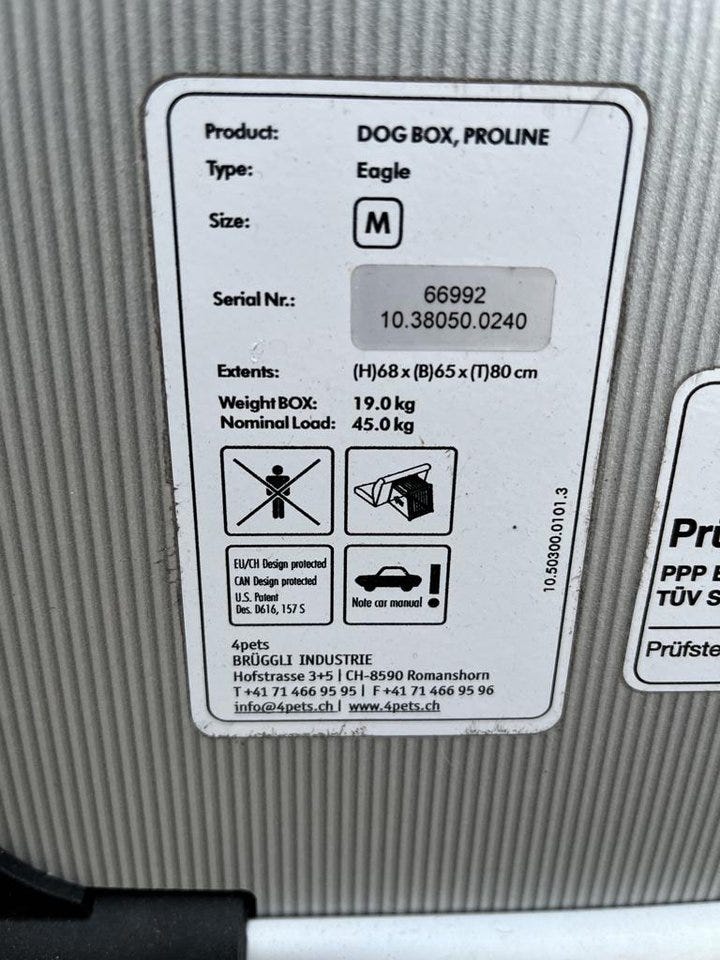 Product: DOG BOX, PROLINE
Type: Eagle
Size: M
Serial Nr.: 66992
10.38050.0240
Extents: (H)68 x (B)65 x (T)80 cm
Weight BOX: 19.0 kg
Nominal Load: 45.0 kg
EU/CH Design protected
CAN Design protected
U.S. Patent
Des. D616, 157 S
Note car manual !
10.50300.0101.3
4pets
BRÜGGLI INDUSTRIE
Hofstrasse 3+5 | CH-8590 Romanshorn
T +41 71 466 95 95 | F +41 71 466 95 96
info@4pets.ch | www.4pets.ch
PPP
TÜV S